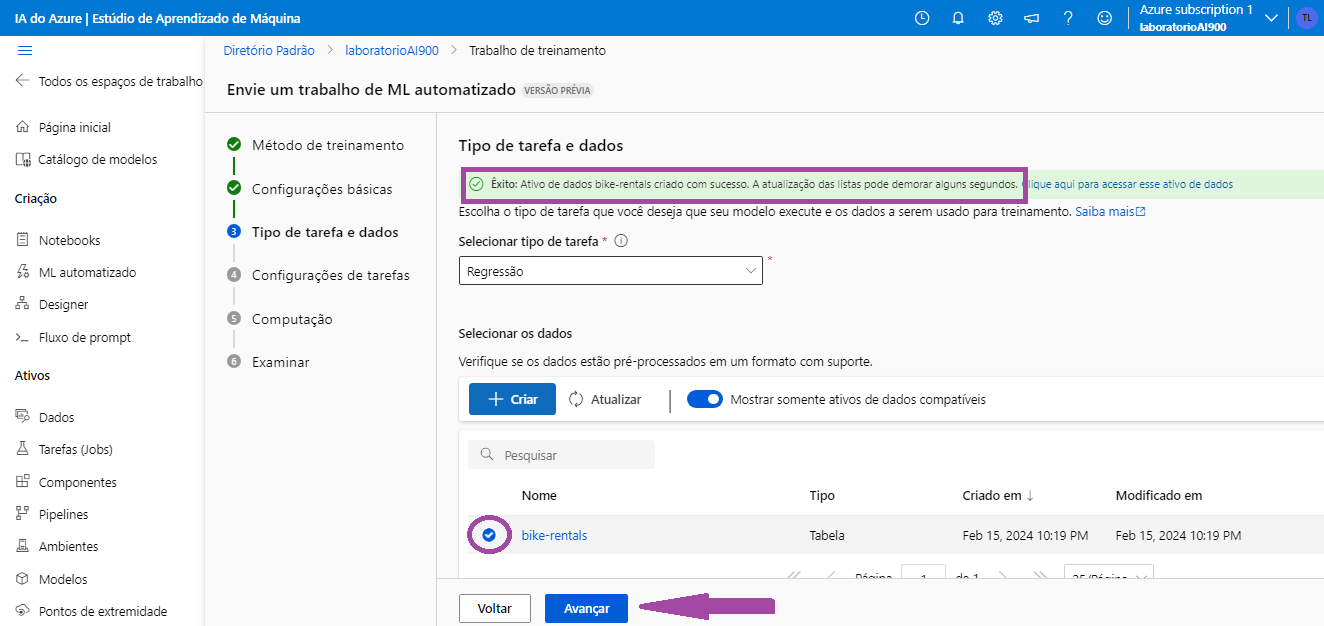 IA do Azure | Estúdio de Aprendizado de Máquina
Azure subscription 1
laboratorioAI900
TL
Todos os espaços de trabalho
Página inicial
Catálogo de modelos
Criação
Notebooks
ML automatizado
Designer
Fluxo de prompt
Ativos
Dados
Tarefas (Jobs)
Componentes
Pipelines
Ambientes
Modelos
Pontos de extremidade
Diretório Padrão > laboratorioAI900 > Trabalho de treinamento
Envie um trabalho de ML automatizado VERSÃO PRÉVIA
Método de treinamento
Configurações básicas
3 Tipo de tarefa e dados
4 Configurações de tarefas
5 Computação
6 Examinar
Tipo de tarefa e dados
Êxito: Ativo de dados bike-rentals criado com sucesso. A atualização das listas pode demorar alguns segundos. lique aqui para acessar esse ativo de dados
Escolha o tipo de tarefa que você deseja que seu modelo execute e os dados a serem usado para treinamento. Saiba mais
Selecionar tipo de tarefa *
Regressão *
Selecionar os dados
Verifique se os dados estão pré-processados em um formato com suporte.
+ Criar Atualizar | Mostrar somente ativos de dados compatíveis
Pesquisar
Nome Tipo Criado em ↓ Modificado em
bike-rentals Tabela Feb 15, 2024 10:19 PM Feb 15, 2024 10:19 PM
Página 1 de 1 25/Página
Voltar Avançar